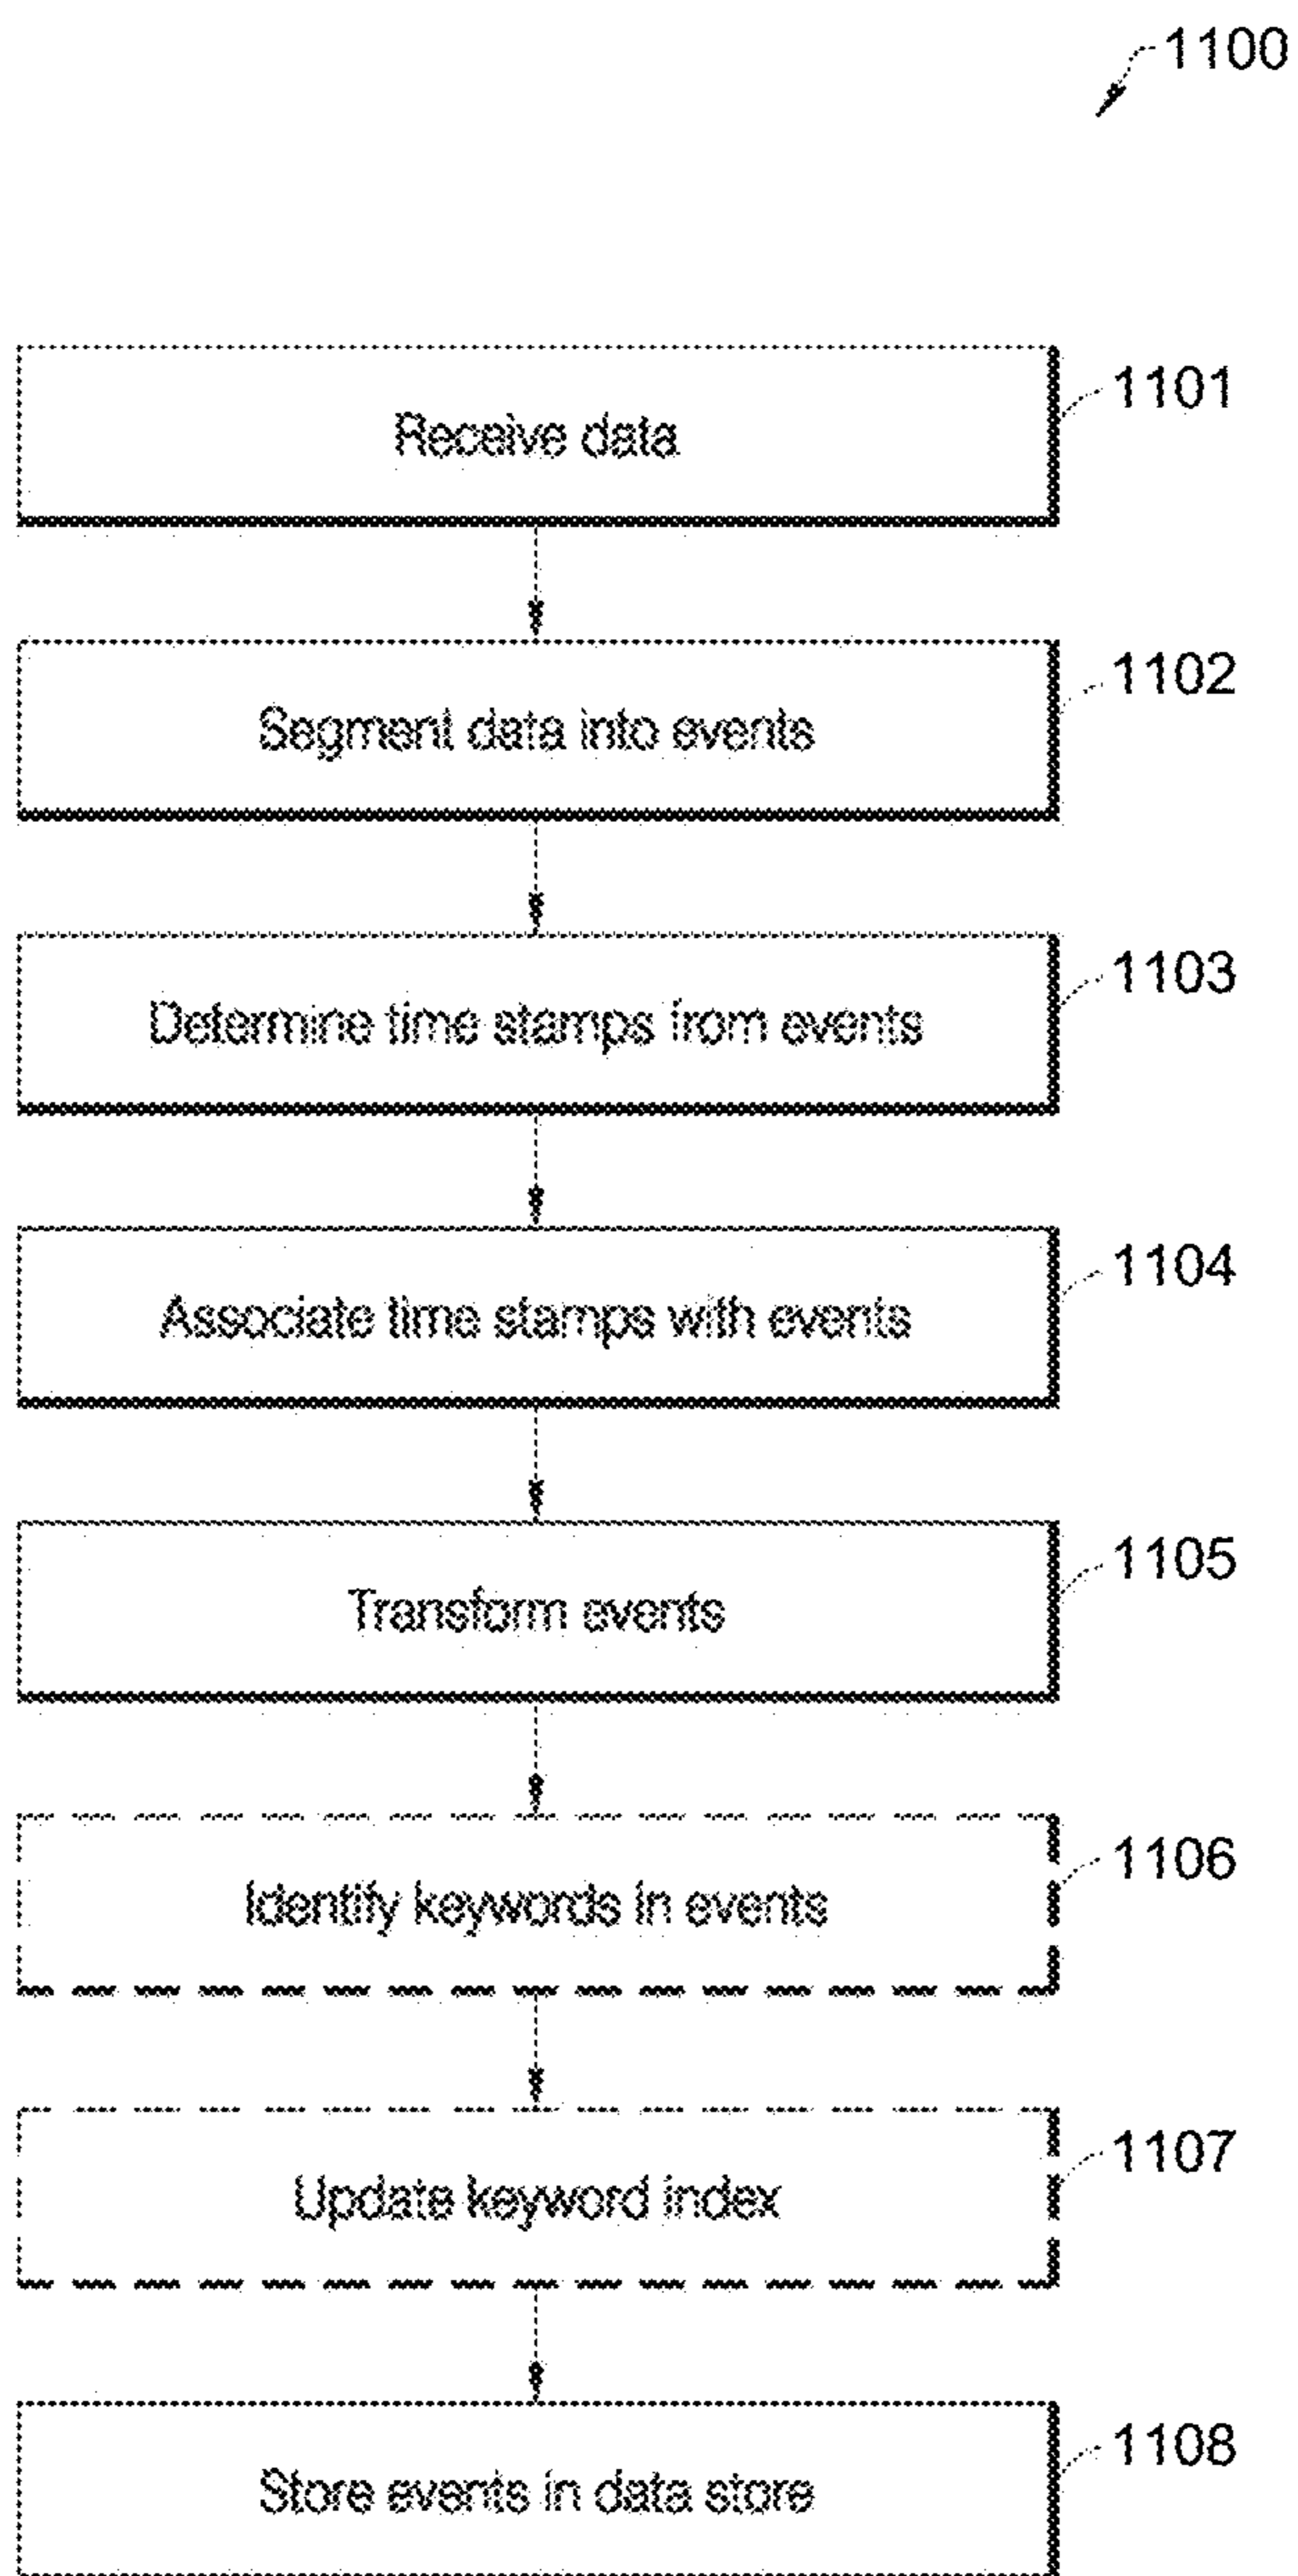 1100
Receive data
1101
Segment data into events
1102
Determine time stamps from events
1103
Associate time stamps with events
1104
Transform events
1105
Identify keywords in events
1106
Update keyword index
1107
Store events in data store
1108